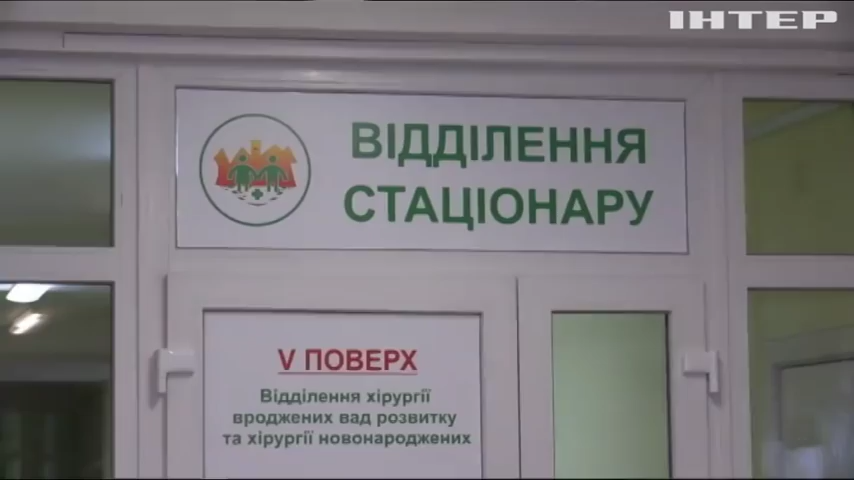 ІНТЕР
ВІДДІЛЕННЯ
СТАЦІОНАРУ
V ПОВЕРХ
Відділення хірургії
вроджених вад розвитку
та хірургії новонароджених